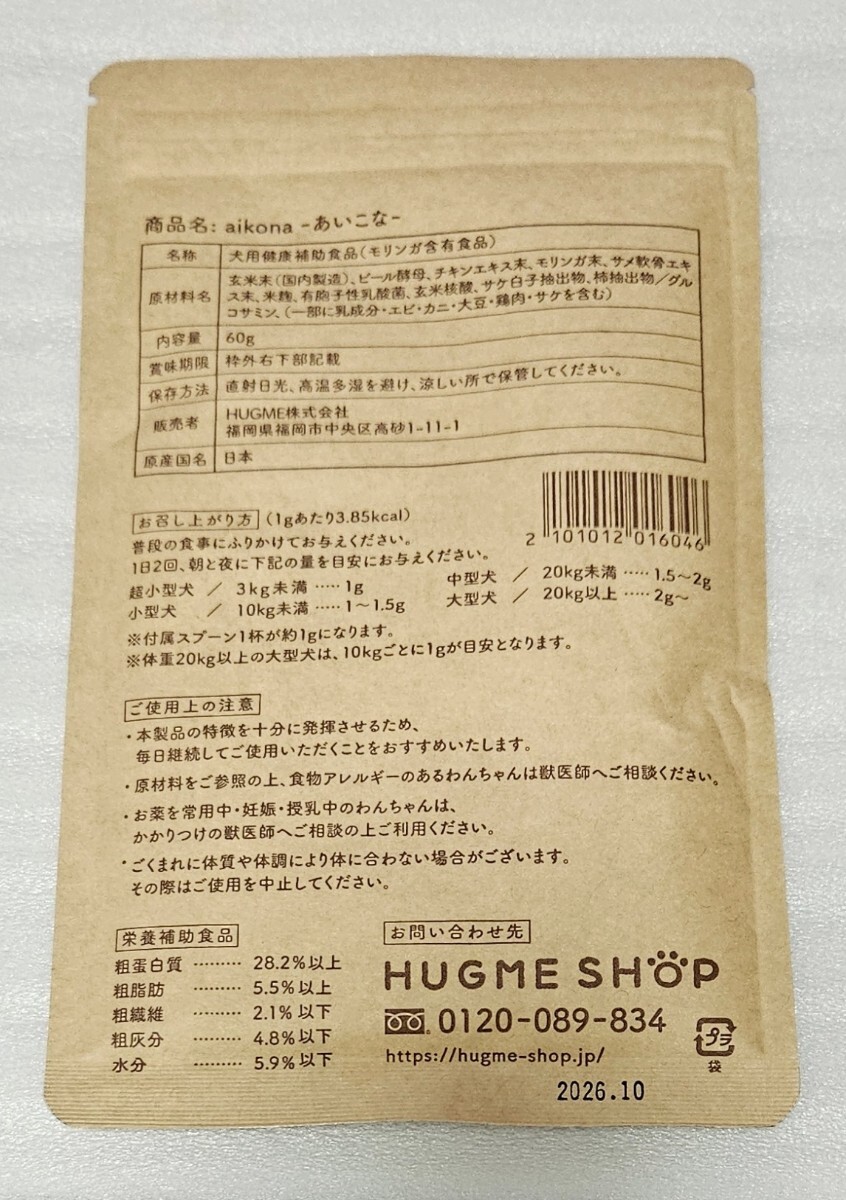 商品名: aikona -あいこな-
名称 犬用健康補助食品(モリンガ含有食品)
原材料名 玄米末(国内製造)、ビール酵母、チキンエキス末、モリンガ末、サメ軟骨エキ
ス末、米麹、有胞子性乳酸菌、玄米核酸、サケ白子抽出物、柿抽出物/グル
コサミン、(一部に乳成分・エビ・カニ・大豆・鶏肉・サケを含む)
内容量 60g
賞味期限 枠外右下部記載
保存方法 直射日光、高温多湿を避け、涼しい所で保管してください。
販売者 HUGME株式会社
福岡県福岡市中央区高砂1-11-1
原産国名 日本
2 101012 016046
お召し上がり方 (1gあたり3.85kcal)
普段の食事にふりかけてお与えください。
1日2回、朝と夜に下記の量を目安にお与えください。
超小型犬 / 3kg未満 ‥‥ 1g
小型犬 / 10kg未満 ‥‥ 1〜1.5g
中型犬 / 20kg未満 ‥‥ 1.5〜2g
大型犬 / 20kg以上 ‥‥ 2g〜
※付属スプーン1杯が約1gになります。
※体重20kg以上の大型犬は、10kgごとに1gが目安となります。
ご使用上の注意
・本製品の特徴を十分に発揮させるため、
毎日継続してご使用いただくことをおすすめいたします。
・原材料をご参照の上、食物アレルギーのあるわんちゃんは獣医師へご相談ください。
・お薬を常用中・妊娠・授乳中のわんちゃんは、
かかりつけの獣医師へご相談の上ご利用ください。
・ごくまれに体質や体調により体に合わない場合がございます。
その際はご使用を中止してください。
栄養補助食品
粗蛋白質 ‥‥‥‥ 28.2%以上
粗脂肪 ‥‥‥‥ 5.5%以上
粗繊維 ‥‥‥‥ 2.1%以下
粗灰分 ‥‥‥‥ 4.8%以下
水分 ‥‥‥‥ 5.9%以下
お問い合わせ先
HUGME SHOP
0120-089-834
https://hugme-shop.jp/
プラ
袋
2026.10